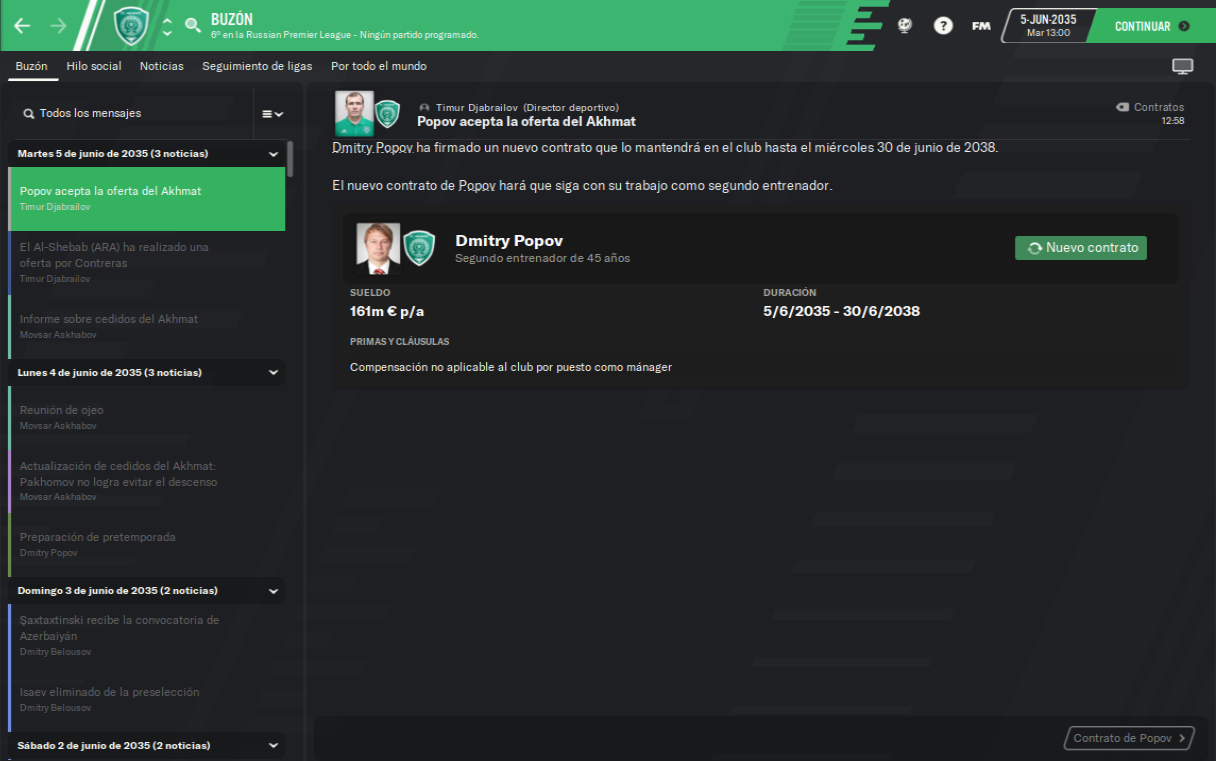 BUZÓN
6º en la Russian Premier League - Ningún partido programado.
?
FM
5-JUN-2035
Mar 13:00
CONTINUAR
Buzón Hilo social Noticias Seguimiento de ligas Por todo el mundo
Todos los mensajes
Martes 5 de junio de 2035 (3 noticias)
Popov acepta la oferta del Akhmat
Timur Djabrailov
El Al-Shebab (ARA) ha realizado una
oferta por Contreras
Timur Djabrailov
Informe sobre cedidos del Akhmat
Movsar Askhabov
Lunes 4 de junio de 2035 (3 noticias)
Reunión de ojeo
Movsar Askhabov
Actualización de cedidos del Akhmat:
Pakhomov no logra evitar el descenso
Movsar Askhabov
Preparación de pretemporada
Dmitry Popov
Domingo 3 de junio de 2035 (2 noticias)
Şaxtaxtinski recibe la convocatoria de
Azerbaiyán
Dmitry Belousov
Isaev eliminado de la preselección
Dmitry Belousov
Sábado 2 de junio de 2035 (2 noticias)
Timur Djabrailov (Director deportivo)
Popov acepta la oferta del Akhmat
Contratos
12:58
Dmitry Popov ha firmado un nuevo contrato que lo mantendrá en el club hasta el miércoles 30 de junio de 2038.
El nuevo contrato de Popov hará que siga con su trabajo como segundo entrenador.
Dmitry Popov
Segundo entrenador de 45 años
Nuevo contrato
SUELDO
161m € p/a
DURACIÓN
5/6/2035 - 30/6/2038
PRIMAS Y CLÁUSULAS
Compensación no aplicable al club por puesto como mánager
Contrato de Popov